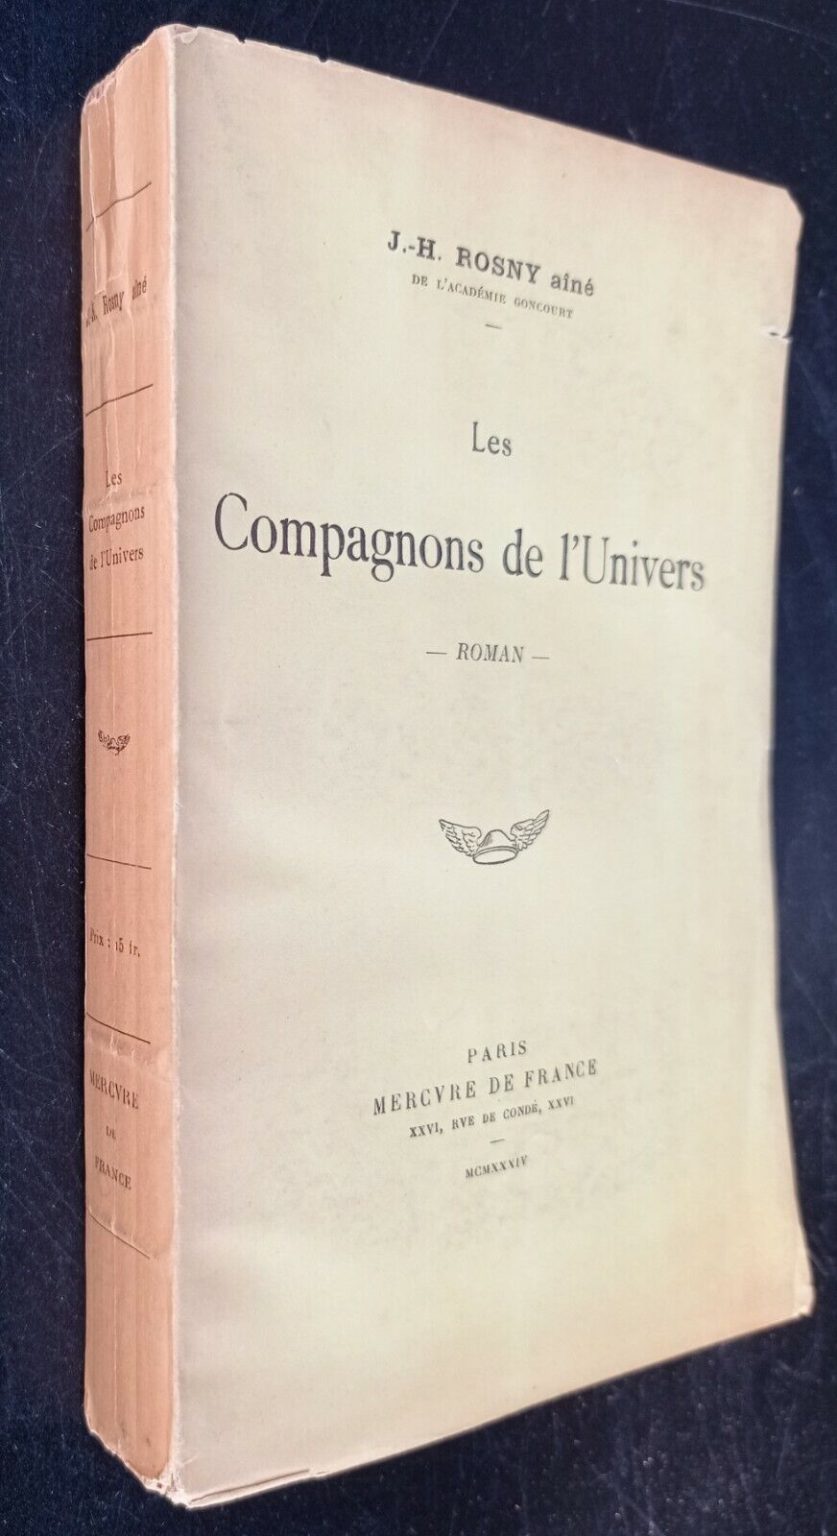 J.-H. ROSNY aîné
DE L'ACADÉMIE GONCOURT
Les
Compagnons de l'Univers
— ROMAN —
PARIS
MERCVRE DE FRANCE
XXVI, RVE DE CONDÉ, XXVI
MCMXXXIV
J.-H. Rosny aîné
Les
Compagnons
de l'Univers
Prix : 15 fr.
MERCVRE
DE
FRANCE